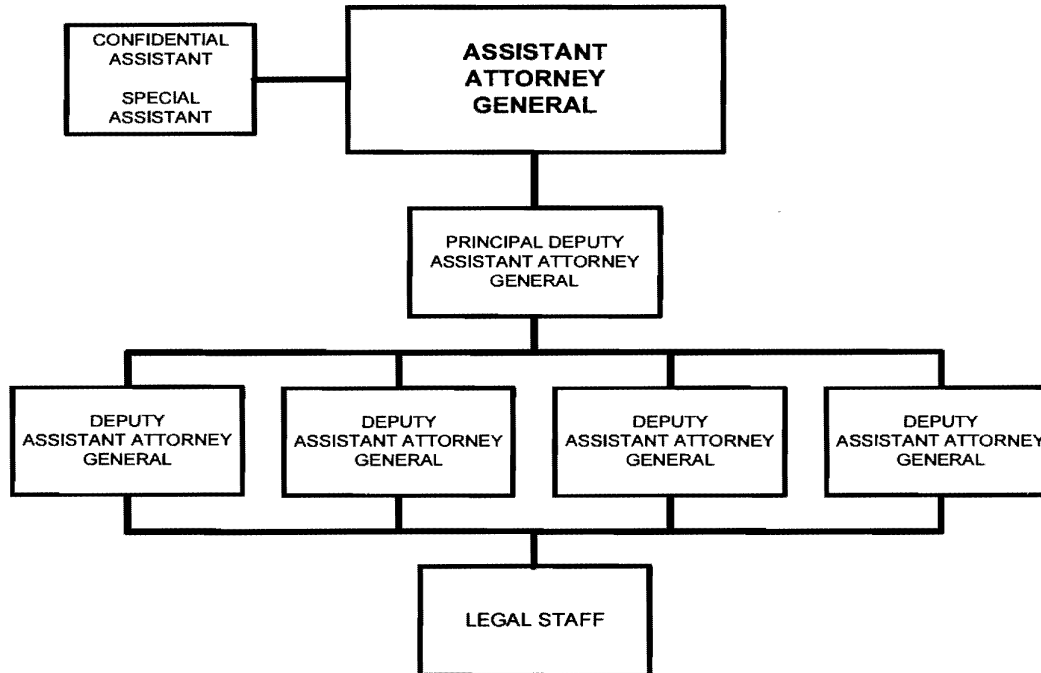 CONFIDENTIAL
ASSISTANT
SPECIAL
ASSISTANT
ASSISTANT
ATTORNEY
GENERAL
PRINCIPAL DEPUTY
ASSISTANT ATTORNEY
GENERAL
DEPUTY
ASSISTANT ATTORNEY
GENERAL
DEPUTY
ASSISTANT ATTORNEY
GENERAL
DEPUTY
ASSISTANT ATTORNEY
GENERAL
DEPUTY
ASSISTANT ATTORNEY
GENERAL
LEGAL STAFF